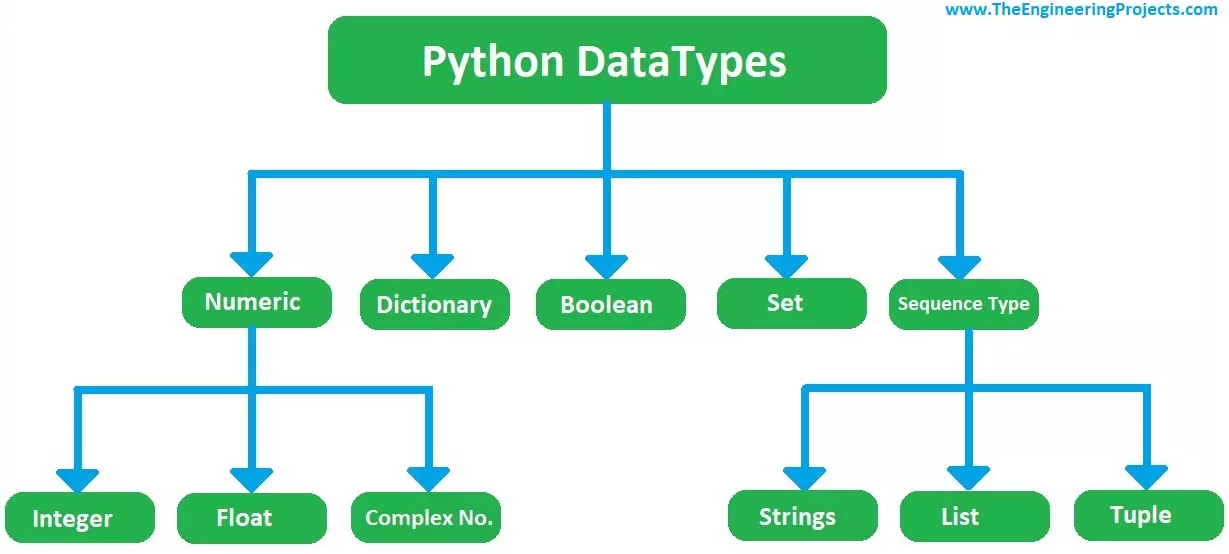 www.TheEngineeringProjects.com
Python DataTypes
Numeric
Dictionary
Boolean
Set
Sequence Type
Integer
Float
Complex No.
Strings
List
Tuple